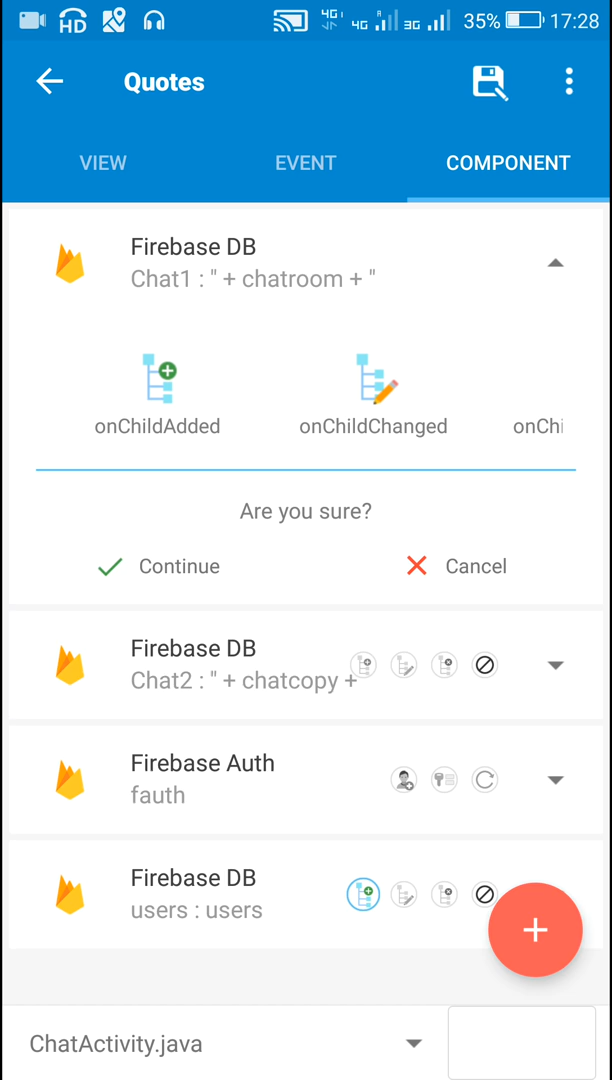 HD 4G 4G R 3G 35% 17:28
Quotes
VIEW EVENT COMPONENT
Firebase DB
Chat1 : " + chatroom + "
onChildAdded onChildChanged onChi
Are you sure?
Continue Cancel
Firebase DB
Chat2 : " + chatcopy +
Firebase Auth
fauth
Firebase DB
users : users
ChatActivity.java